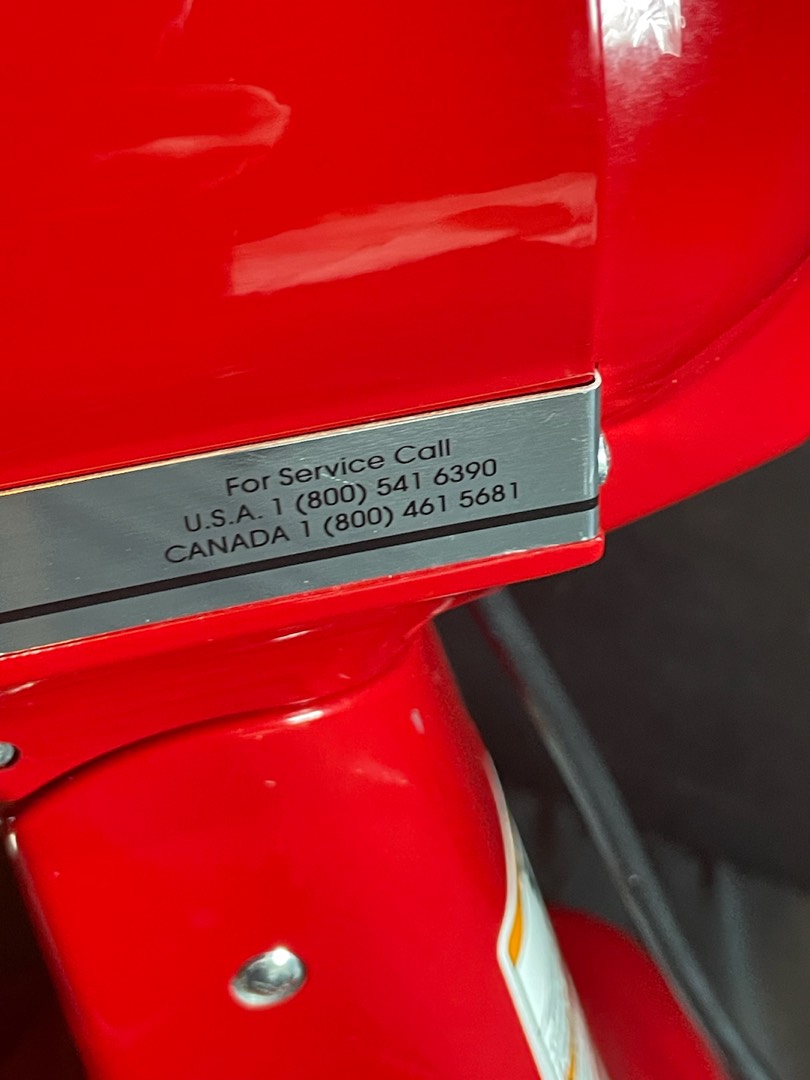 For Service Call
U.S.A. 1 (800) 541 6390
CANADA 1 (800) 461 5681